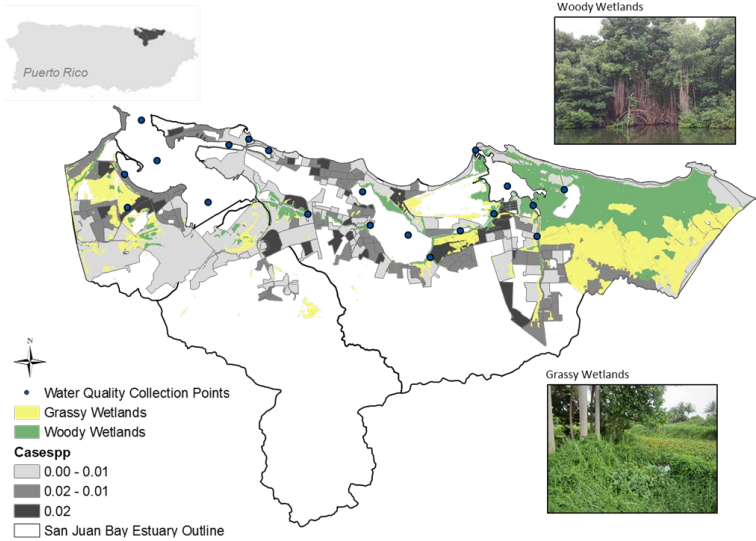 Woody Wetlands
Puerto Rico
Grassy Wetlands
N
Water Quality Collection Points
Grassy Wetlands
Woody Wetlands
Casespp
0.00 - 0.01
0.02 - 0.01
0.02
San Juan Bay Estuary Outline